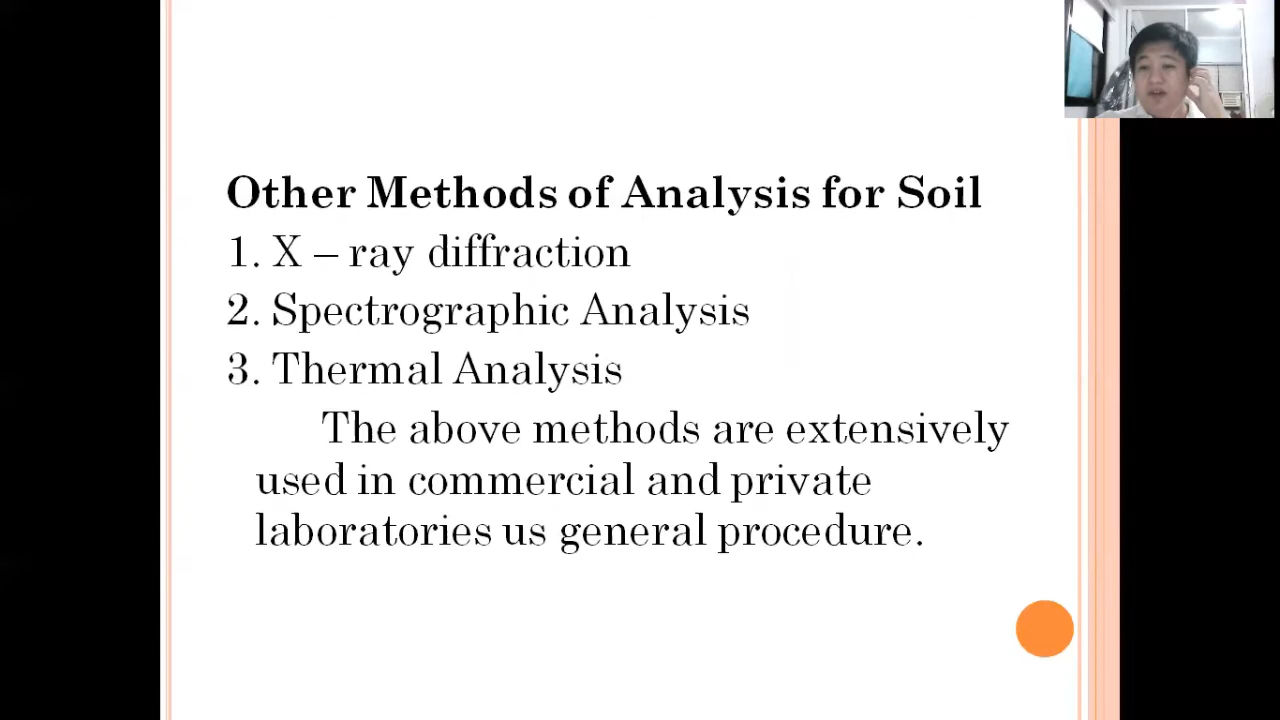 Other Methods of Analysis for Soil
1. X – ray diffraction
2. Spectrographic Analysis
3. Thermal Analysis
The above methods are extensively
used in commercial and private
laboratories us general procedure.